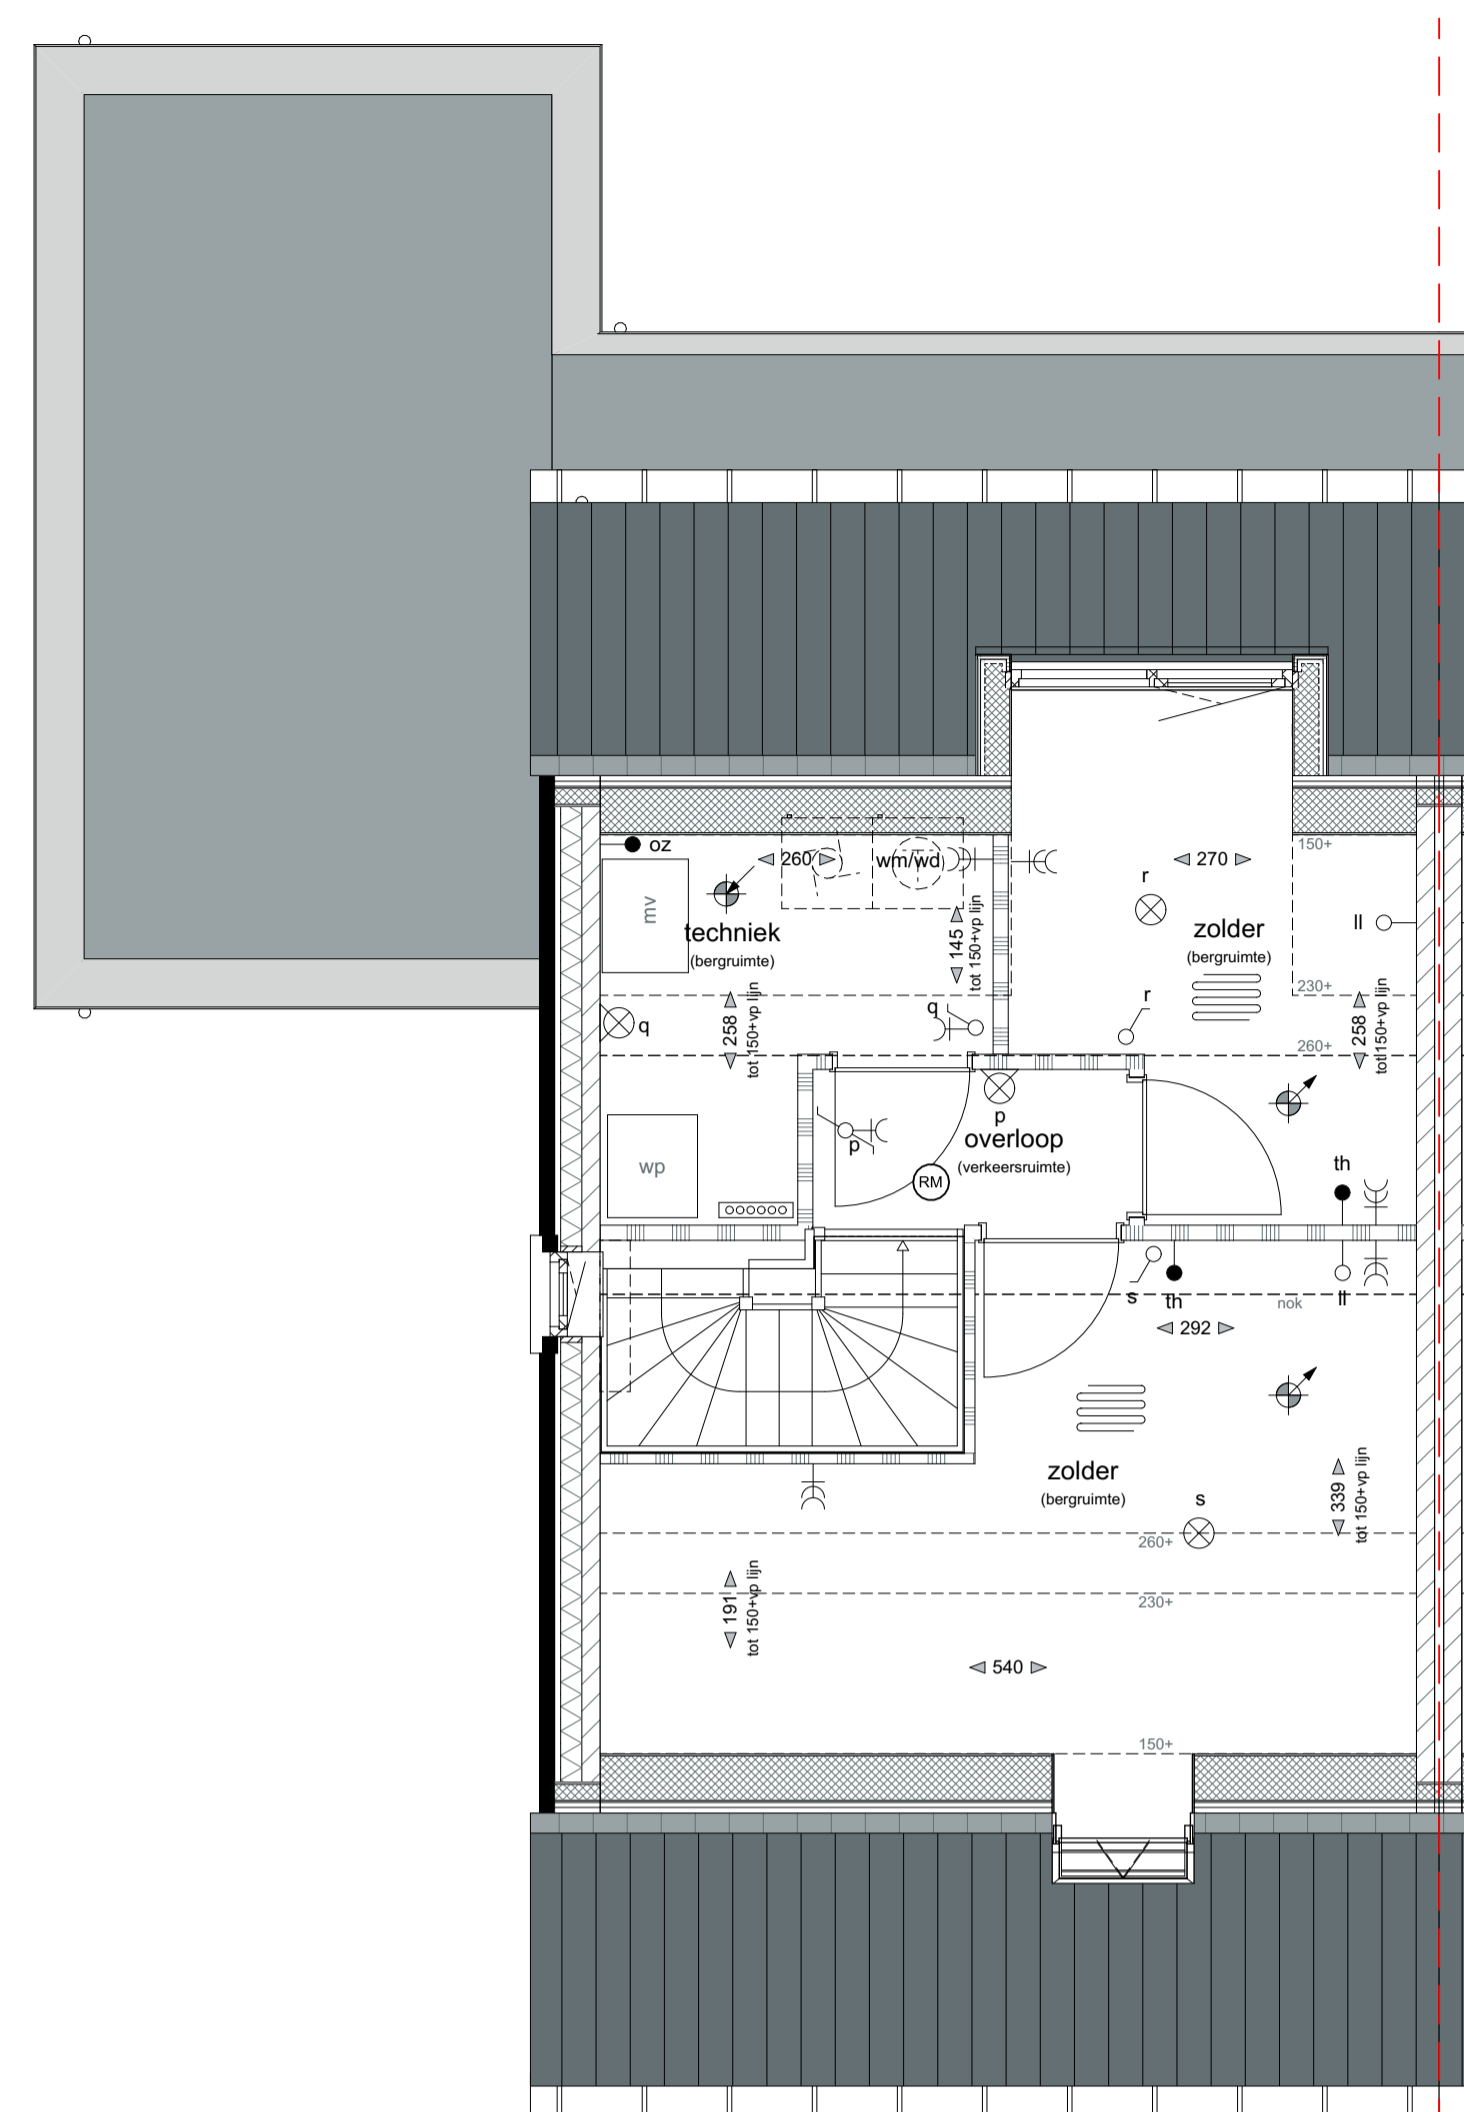 oz
260
wm/wd
150+
270
r
mv
techniek
(bergruimte)
145
tot 150+vp lijn
zolder
(bergruimte)
ll
230+
q
q
r
258
tot 150+vp lijn
258
tot 150+vp lijn
260+
p
p
overloop
(verkeersruimte)
RM
wp
th
s
th
ll
nok
292
zolder
(bergruimte)
s
339
tot 150+vp lijn
260+
191
tot 150+vp lijn
230+
540
150+